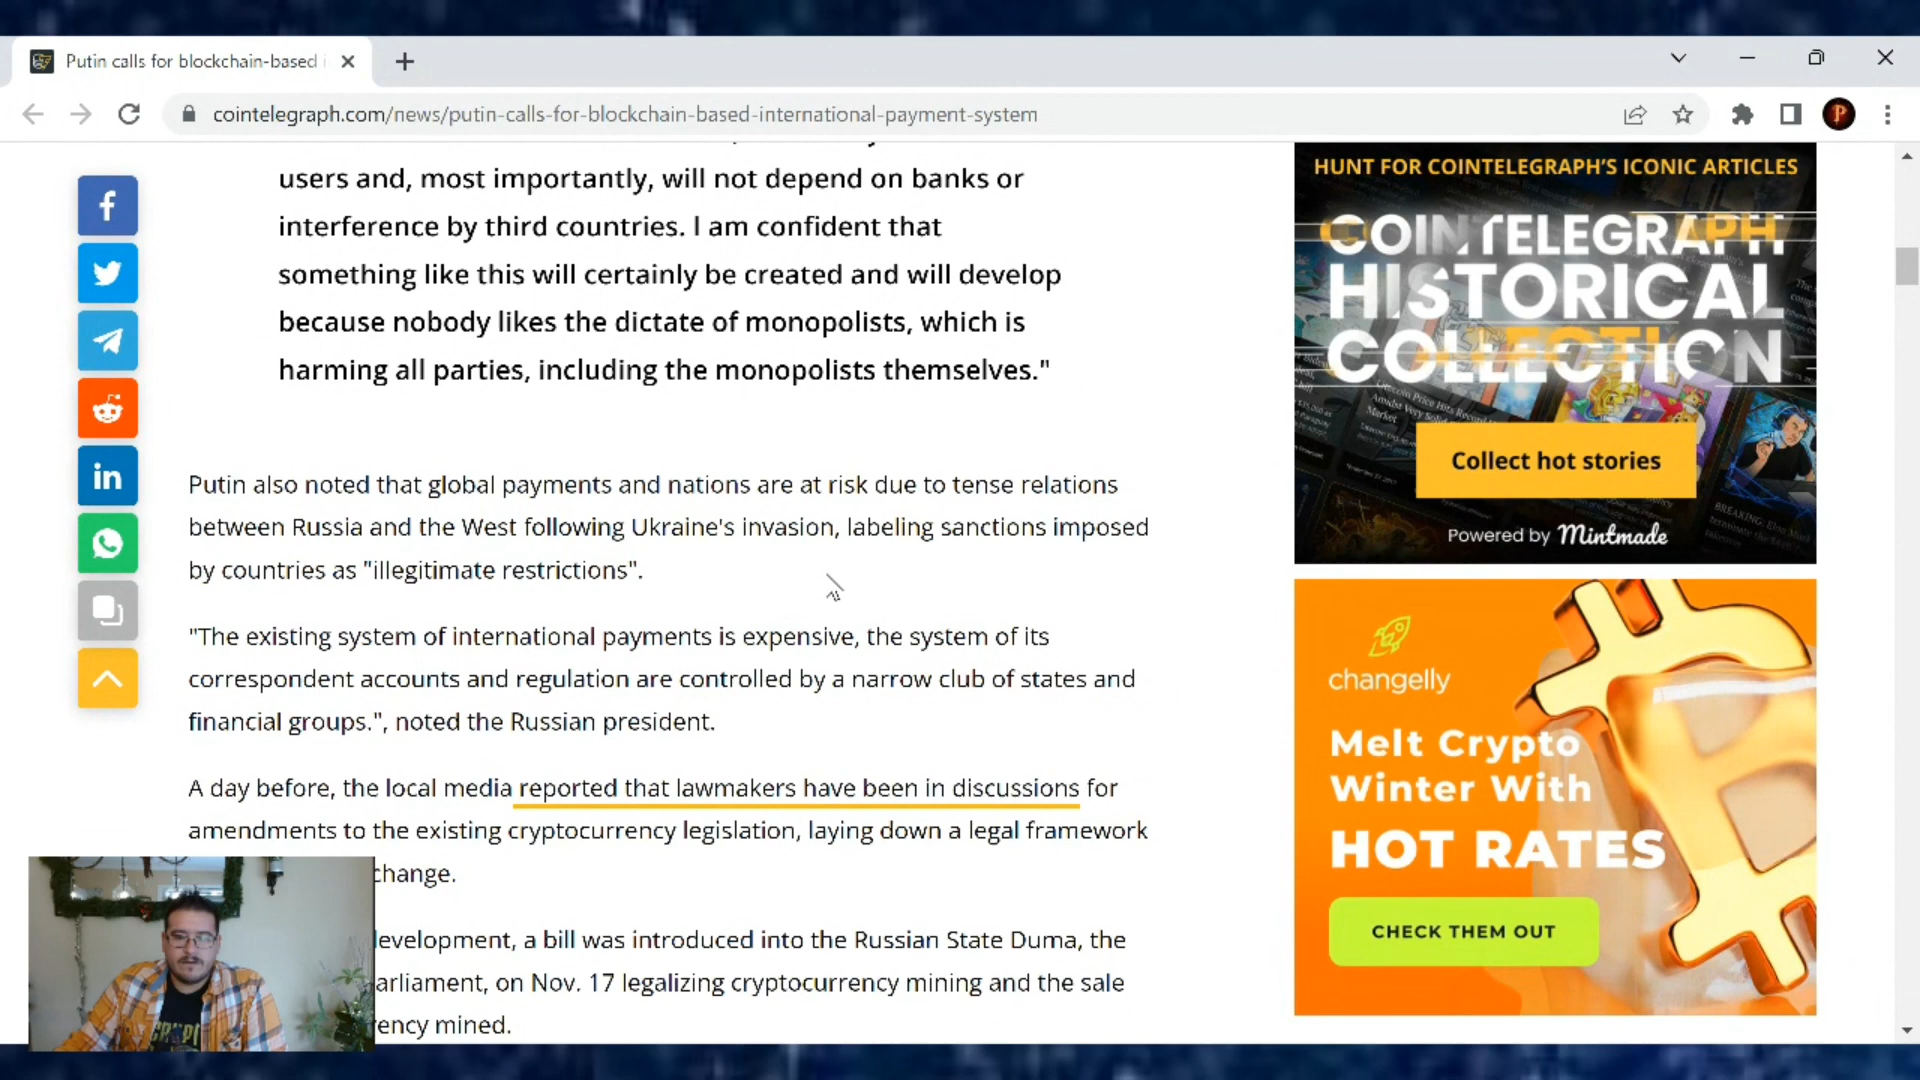 Putin calls for blockchain-based
cointelegraph.com/news/putin-calls-for-blockchain-based-international-payment-system
users and, most importantly, will not depend on banks or
interference by third countries. I am confident that
something like this will certainly be created and will develop
because nobody likes the dictate of monopolists, which is
harming all parties, including the monopolists themselves."
Putin also noted that global payments and nations are at risk due to tense relations
between Russia and the West following Ukraine's invasion, labeling sanctions imposed
by countries as "illegitimate restrictions".
"The existing system of international payments is expensive, the system of its
correspondent accounts and regulation are controlled by a narrow club of states and
financial groups.", noted the Russian president.
A day before, the local media reported that lawmakers have been in discussions for
amendments to the existing cryptocurrency legislation, laying down a legal framework
change.
development, a bill was introduced into the Russian State Duma, the
arliament, on Nov. 17 legalizing cryptocurrency mining and the sale
ency mined.
HUNT FOR COINTELEGRAPH'S ICONIC ARTICLES
COINTELEGRAPH
HISTORICAL
COLLECTION
Collect hot stories
Powered by Mintmade
changelly
Melt Crypto
Winter With
HOT RATES
CHECK THEM OUT